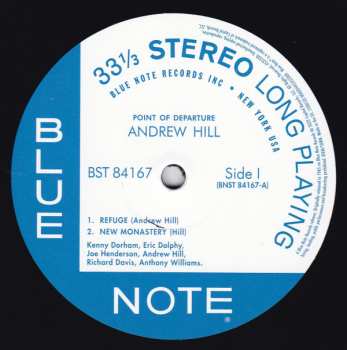 33 1/3 STEREO LONG PLAYING
BLUE NOTE RECORDS INC • NEW YORK USA
POINT OF DEPARTURE
ANDREW HILL
BST 84167
Side I
(BNST 84167-A)
1. REFUGE (Andrew Hill)
2. NEW MONASTERY (Hill)
Kenny Dorham, Eric Dolphy,
Joe Henderson, Andrew Hill,
Richard Davis, Anthony Williams.
BLUE
NOTE
®